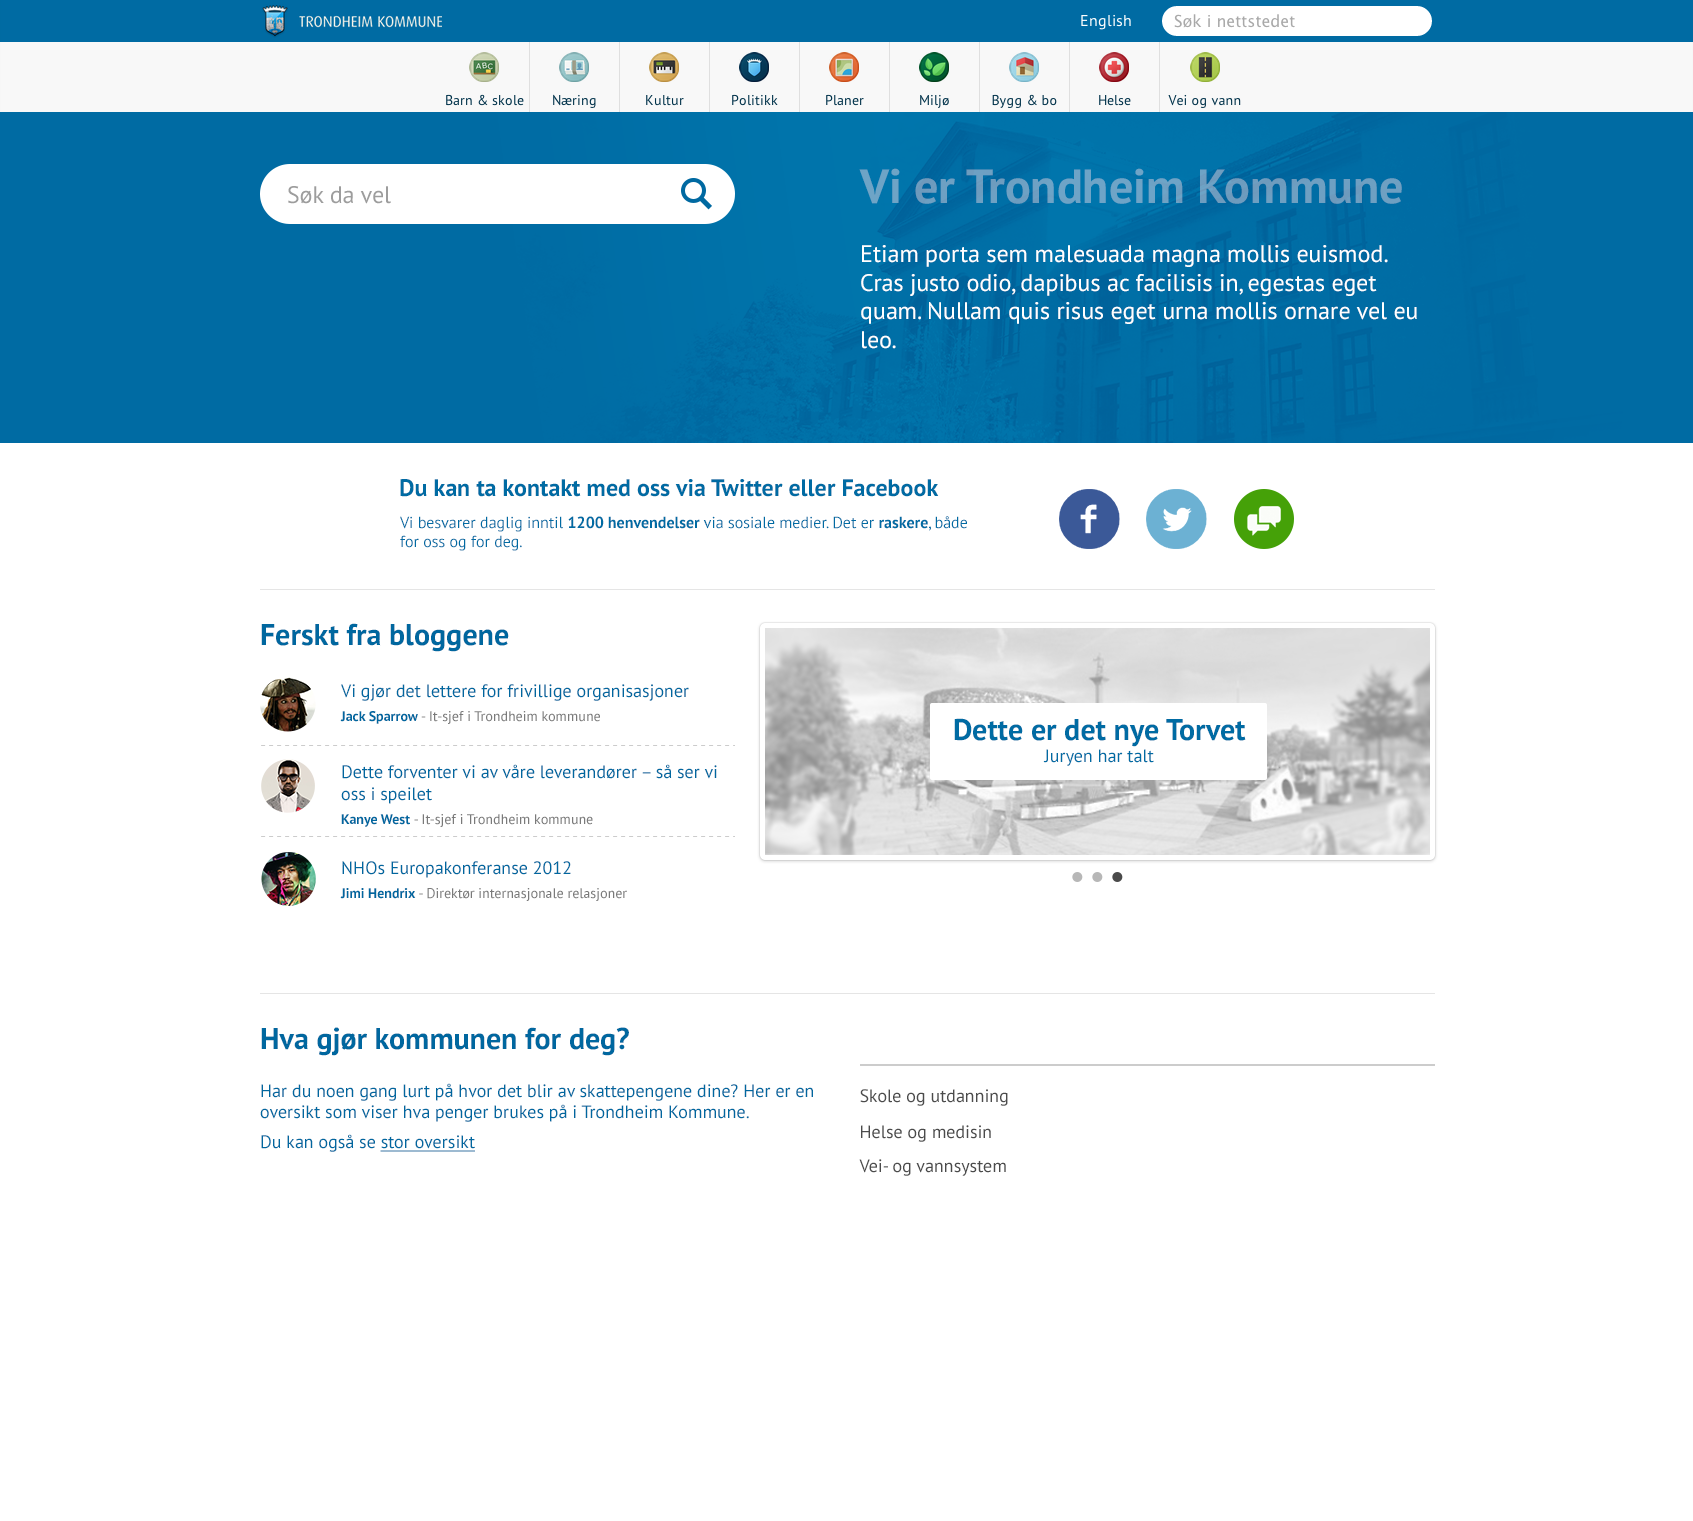 TRONDHEIM KOMMUNE
English
Søk i nettstedet
ABC
Barn & skole
Næring
Kultur
Politikk
Planer
Miljø
Bygg & bo
Helse
Vei og vann
Søk da vel
Vi er Trondheim Kommune
Etiam porta sem malesuada magna mollis euismod.
Cras justo odio, dapibus ac facilisis in, egestas eget
quam. Nullam quis risus eget urna mollis ornare vel eu
leo.
Du kan ta kontakt med oss via Twitter eller Facebook
Vi besvarer daglig inntil 1200 henvendelser via sosiale medier. Det er raskere, både
for oss og for deg.
Ferskt fra bloggene
Vi gjør det lettere for frivillige organisasjoner
Jack Sparrow - It-sjef i Trondheim kommune
Dette forventer vi av våre leverandører – så ser vi
oss i speilet
Kanye West - It-sjef i Trondheim kommune
NHOs Europakonferanse 2012
Jimi Hendrix - Direktør internasjonale relasjoner
Dette er det nye Torvet
Juryen har talt
Hva gjør kommunen for deg?
Har du noen gang lurt på hvor det blir av skattepengene dine? Her er en
oversikt som viser hva penger brukes på i Trondheim Kommune.
Du kan også se stor oversikt
Skole og utdanning
Helse og medisin
Vei- og vannsystem